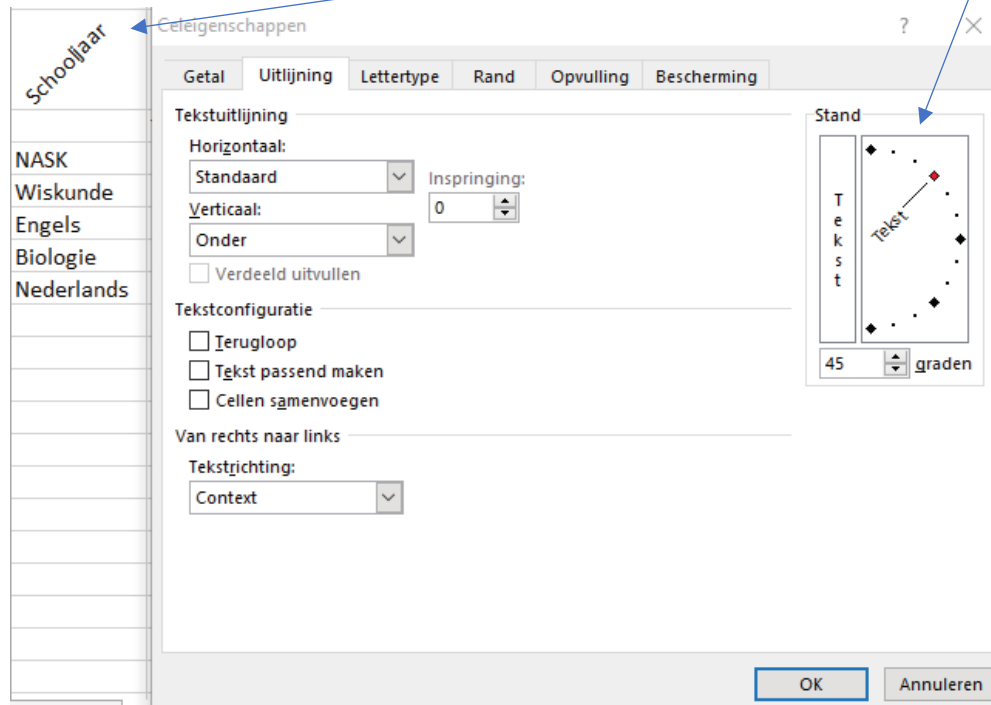 Schooljaar
NASK
Wiskunde
Engels
Biologie
Nederlands
Celeigenschappen
?
Getal Uitlijning Lettertype Rand Opvulling Bescherming
Tekstuitlijning
Horizontaal:
Standaard
Inspringing:
0
Verticaal:
Onder
Verdeeld uitvullen
Tekstconfiguratie
Terugloop
Tekst passend maken
Cellen samenvoegen
Van rechts naar links
Tekstrichting:
Context
Stand
Tekst
Tekst
45 graden
OK Annuleren